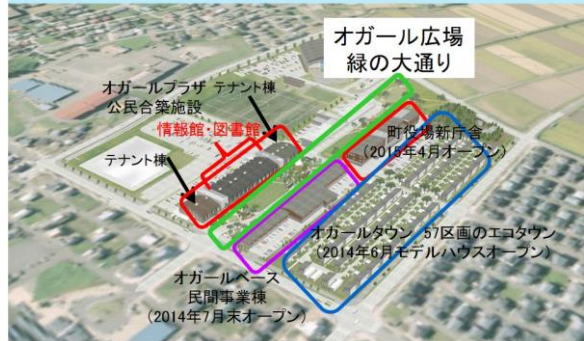 オガール広場
緑の大通り
テナント棟
オガールプラザ
公民合築施設
情報館・図書館
テナント棟
町役場新庁舎
(2015年4月オープン)
オガールタウン 57区画のエコタウン
(2014年6月モデルハウスオープン)
オガールベース
民間事業棟
(2014年7月末オープン)